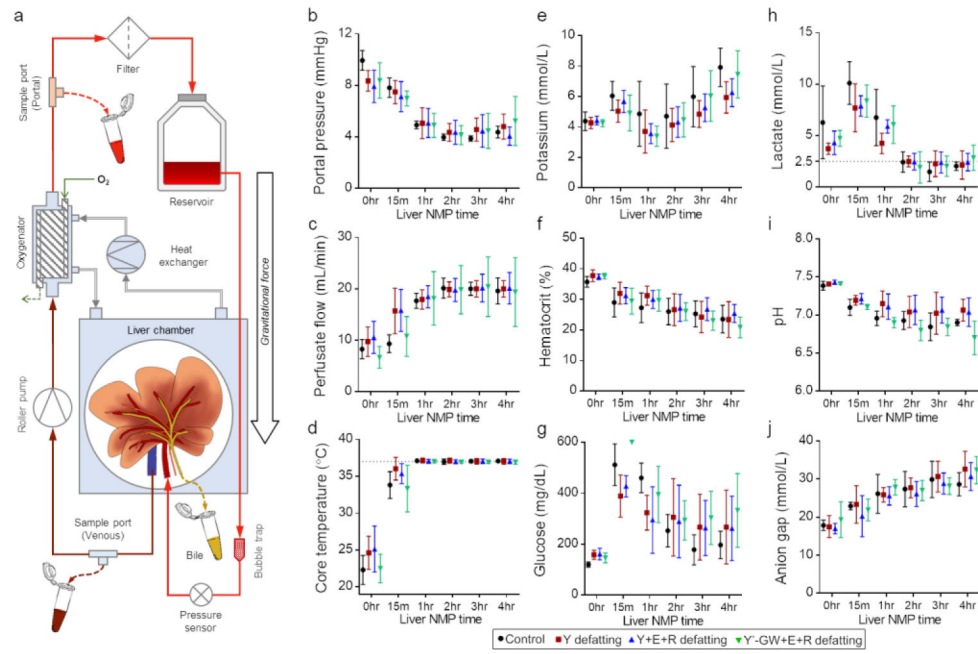 a
Filter
Sample port
(Portal)
O₂
Reservoir
Oxygenator
Heat
exchanger
Gravitational force
Liver chamber
Roller pump
Sample port
(Venous)
Bile
Bubble trap
Pressure
sensor
b
Portal pressure (mmHg)
12
8
4
0
0hr 15m 1hr 2hr 3hr 4hr
Liver NMP time
c
Perfusate flow (mL/min)
30
20
10
0
0hr 15m 1hr 2hr 3hr 4hr
Liver NMP time
d
Core temperature (°C)
40
35
30
25
20
0hr 15m 1hr 2hr 3hr 4hr
Liver NMP time
e
Potassium (mmol/L)
10
8
6
4
2
0
0hr 15m 1hr 2hr 3hr 4hr
Liver NMP time
f
Hematocrit (%)
50
40
30
20
10
0
0hr 15m 1hr 2hr 3hr 4hr
Liver NMP time
g
Glucose (mg/dL)
600
400
200
0
0hr 15m 1hr 2hr 3hr 4hr
Liver NMP time
h
Lactate (mmol/L)
15
10
5
2.5
0
0hr 15m 1hr 2hr 3hr 4hr
Liver NMP time
i
pH
8.0
7.5
7.0
6.5
6.0
0hr 15m 1hr 2hr 3hr 4hr
Liver NMP time
j
Anion gap (mmol/L)
40
30
20
10
0
0hr 15m 1hr 2hr 3hr 4hr
Liver NMP time
Control Y defatting Y+E+R defatting Y'-GW+E+R defatting